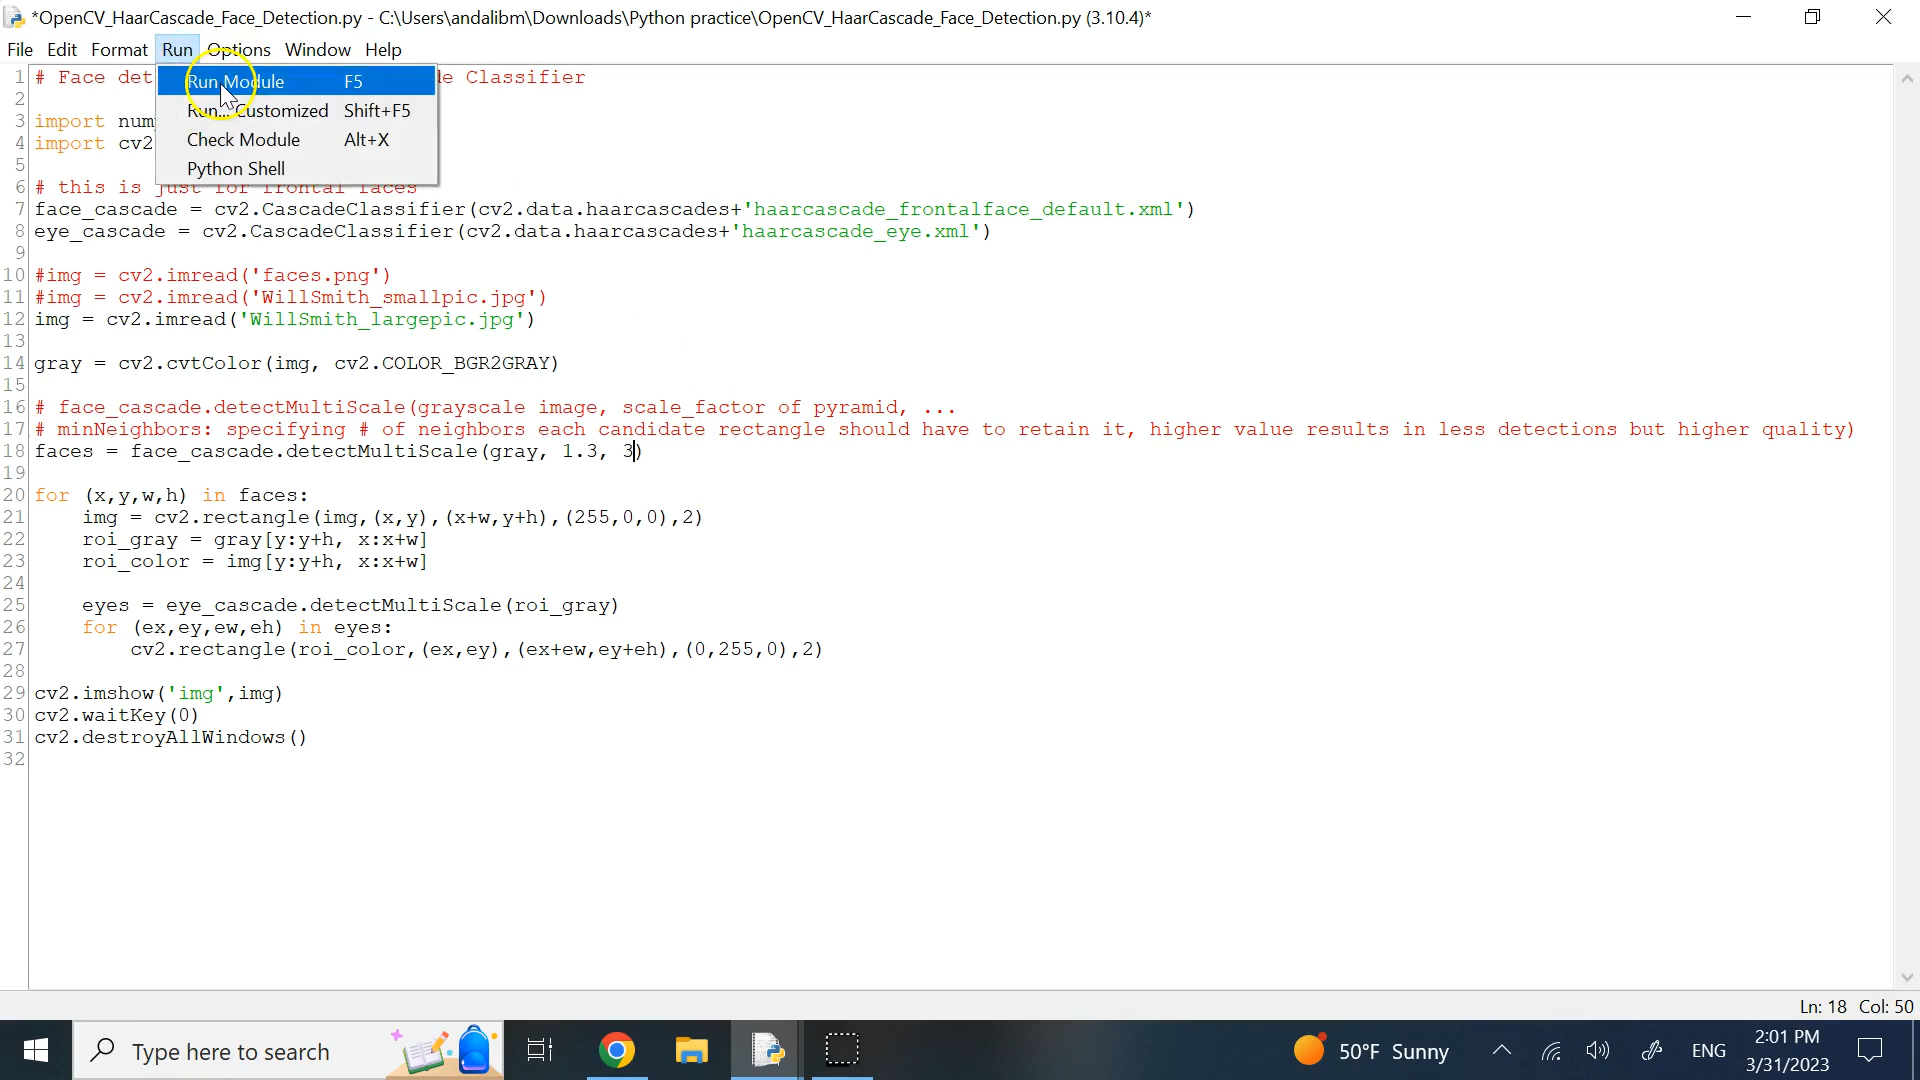 *OpenCV_HaarCascade_Face_Detection.py - C:\Users\andalibm\Downloads\Python practice\OpenCV_HaarCascade_Face_Detection.py (3.10.4)*
File Edit Format Run Options Window Help
Run Module F5
Run... Customized Shift+F5
Check Module Alt+X
Python Shell
1 # Face det le Classifier
2
3 import num
4 import cv2
5
6 # this is just for frontal faces
7 face_cascade = cv2.CascadeClassifier(cv2.data.haarcascades+'haarcascade_frontalface_default.xml')
8 eye_cascade = cv2.CascadeClassifier(cv2.data.haarcascades+'haarcascade_eye.xml')
9
10 #img = cv2.imread('faces.png')
11 #img = cv2.imread('WillSmith_smallpic.jpg')
12 img = cv2.imread('WillSmith_largepic.jpg')
13
14 gray = cv2.cvtColor(img, cv2.COLOR_BGR2GRAY)
15
16 # face_cascade.detectMultiScale(grayscale image, scale_factor of pyramid, ...
17 # minNeighbors: specifying # of neighbors each candidate rectangle should have to retain it, higher value results in less detections but higher quality)
18 faces = face_cascade.detectMultiScale(gray, 1.3, 3)
19
20 for (x,y,w,h) in faces:
21     img = cv2.rectangle(img,(x,y),(x+w,y+h),(255,0,0),2)
22     roi_gray = gray[y:y+h, x:x+w]
23     roi_color = img[y:y+h, x:x+w]
24
25     eyes = eye_cascade.detectMultiScale(roi_gray)
26     for (ex,ey,ew,eh) in eyes:
27         cv2.rectangle(roi_color,(ex,ey),(ex+ew,ey+eh),(0,255,0),2)
28
29 cv2.imshow('img',img)
30 cv2.waitKey(0)
31 cv2.destroyAllWindows()
32
Ln: 18 Col: 50
Type here to search
50°F Sunny
ENG
2:01 PM
3/31/2023